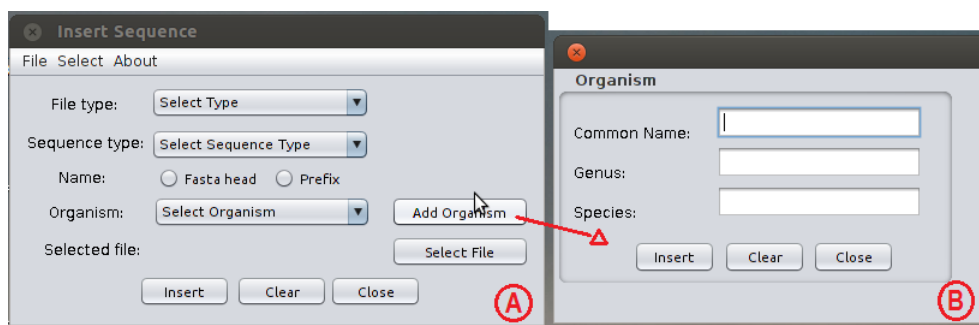 Insert Sequence
File Select About
File type: Select Type
Sequence type: Select Sequence Type
Name: Fasta head Prefix
Organism: Select Organism Add Organism
Selected file: Select File
Insert Clear Close
A
Organism
Common Name:
Genus:
Species:
Insert Clear Close
B